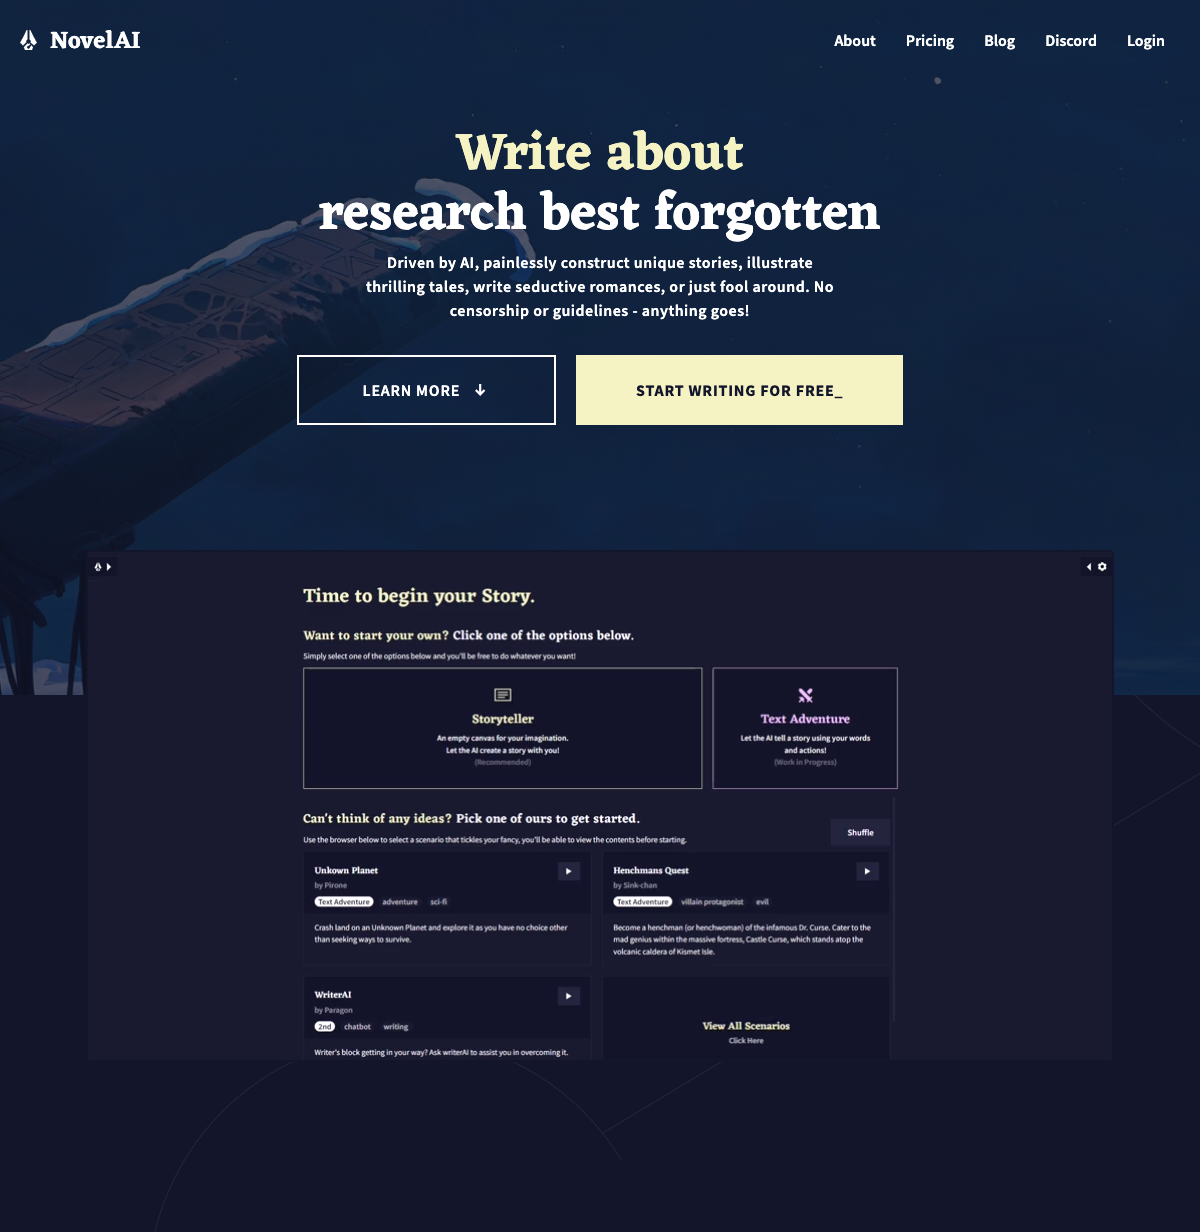 NovelAI
About Pricing Blog Discord Login
Write about
research best forgotten
Driven by AI, painlessly construct unique stories, illustrate
thrilling tales, write seductive romances, or just fool around. No
censorship or guidelines - anything goes!
LEARN MORE ↓
START WRITING FOR FREE_
Time to begin your Story.
Want to start your own? Click one of the options below.
Simply select one of the options below and you'll be free to do whatever you want!
Storyteller
An empty canvas for your imagination.
Let the AI create a story with you!
(Recommended)
Text Adventure
Let the AI tell a story using your words
and actions!
(Work in Progress)
Can't think of any ideas? Pick one of ours to get started.
Use the browser below to select a scenario that tickles your fancy, you'll be able to view the contents before starting.
Shuffle
Unkown Planet
by Pirone
Text Adventure adventure sci-fi
Crash land on an Unknown Planet and explore it as you have no choice other
than seeking ways to survive.
Henchmans Quest
by Sink-chan
Text Adventure villain protagonist evil
Become a henchman (or henchwoman) of the infamous Dr. Curse. Cater to the
mad genius within the massive fortress, Castle Curse, which stands atop the
volcanic caldera of Kismet Isle.
WriterAI
by Paragon
2nd chatbot writing
Writer's block getting in your way? Ask writerAI to assist you in overcoming it.
View All Scenarios
Click Here